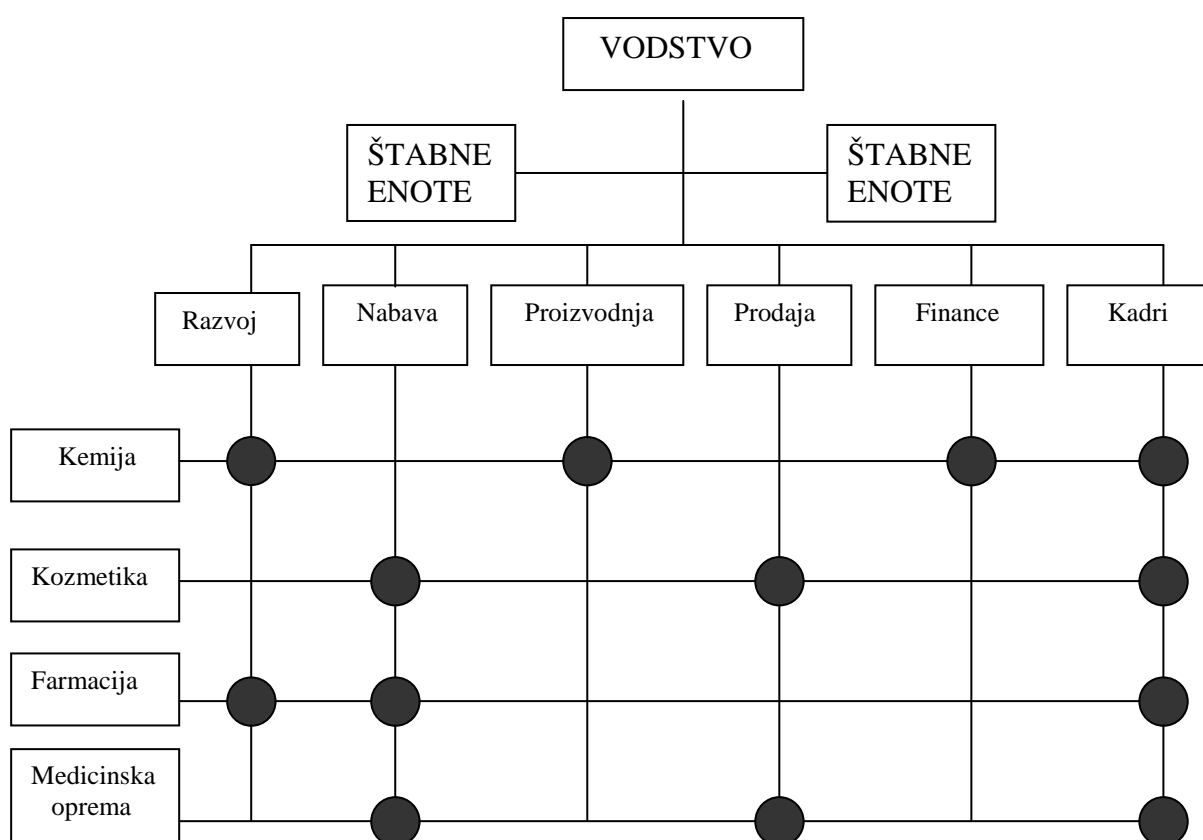 VODSTVO
ŠTABNE
ENOTE
ŠTABNE
ENOTE
Razvoj
Nabava
Proizvodnja
Prodaja
Finance
Kadri
Kemija
Kozmetika
Farmacija
Medicinska
oprema